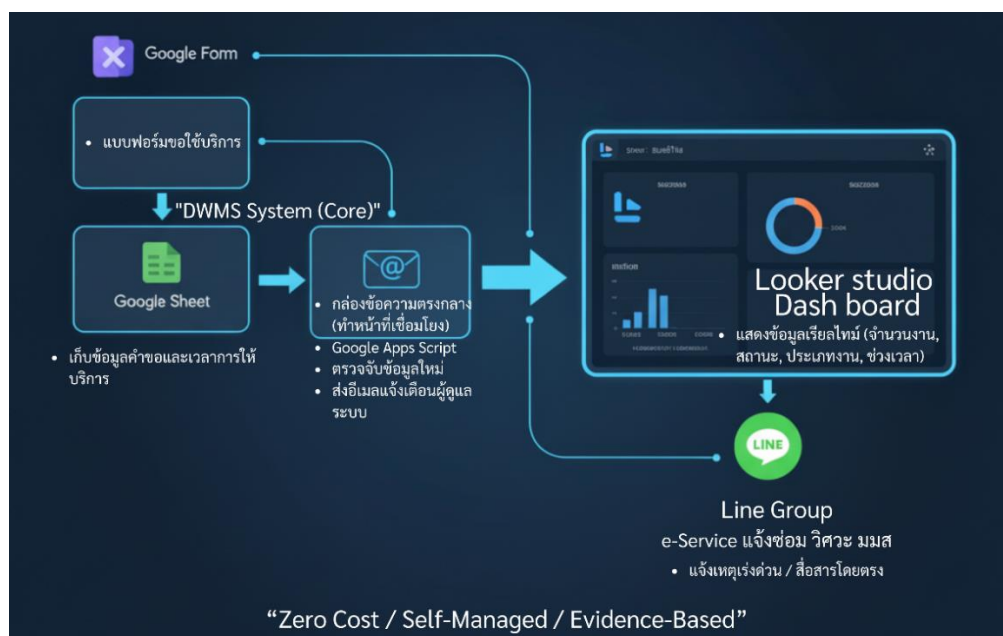 Google Form
• แบบฟอร์มขอใช้บริการ
"DWMS System (Core)"
Google Sheet
• เก็บข้อมูลคำขอและเวลาการให้
บริการ
@
• กล่องข้อความตรงกลาง
(ทำหน้าที่เชื่อมโยง)
• Google Apps Script
• ตรวจจับข้อมูลใหม่
• ส่งอีเมลแจ้งเตือนผู้ดูแล
ระบบ
Looker studio
Dash board
• แสดงข้อมูลเรียลไทม์ (จำนวนงาน,
สถานะ, ประเภทงาน, ช่วงเวลา)
LINE
Line Group
e-Service แจ้งซ่อม วิศวะ มมส
• แจ้งเหตุเร่งด่วน / สื่อสารโดยตรง
“Zero Cost / Self-Managed / Evidence-Based”